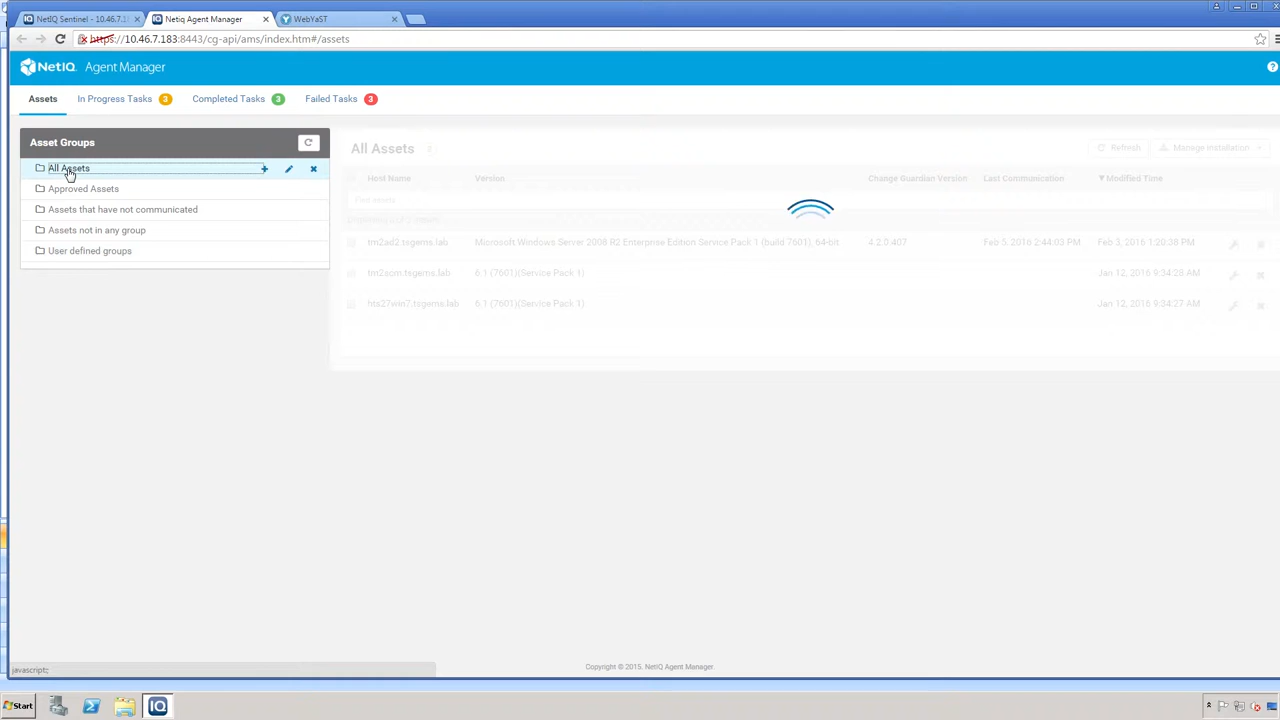 NetIQ Sentinel - 10.46.7.1
Netiq Agent Manager
WebYaST
https://10.46.7.183:8443/cg-api/ams/index.htm#/assets
NetIQ. Agent Manager
Assets
In Progress Tasks 3
Completed Tasks 3
Failed Tasks 3
Asset Groups
All Assets
Approved Assets
Assets that have not communicated
Assets not in any group
User defined groups
All Assets
Refresh
Manage Installation
Host Name Version Change Guardian Version Last Communication ▼Modified Time
tm2ad2.tsgems.lab Microsoft Windows Server 2008 R2 Enterprise Edition Service Pack 1 (build 7601), 64-bit 4.2.0.407 Feb 5, 2016 2:44:03 PM Feb 3, 2016 1:20:38 PM
tm2scm.tsgems.lab 6.1 (7601)(Service Pack 1) Jan 12, 2016 9:34:28 AM
hts27win7.tsgems.lab 6.1 (7601)(Service Pack 1) Jan 12, 2016 9:34:27 AM
Copyright © 2015. NetIQ Agent Manager.
javascript:;
Start